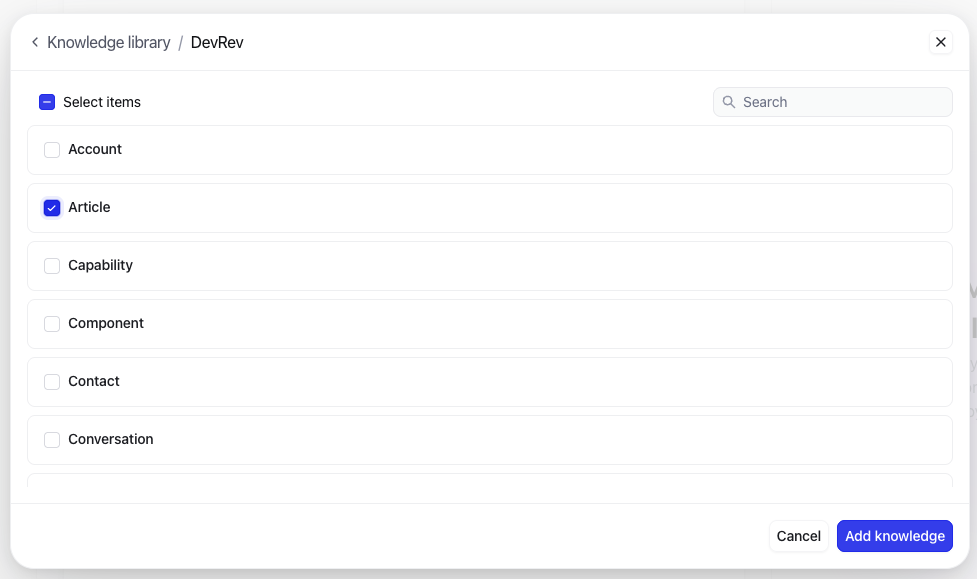 Knowledge library / DevRev
Select items
Search
Account
Article
Capability
Component
Contact
Conversation
Cancel
Add knowledge